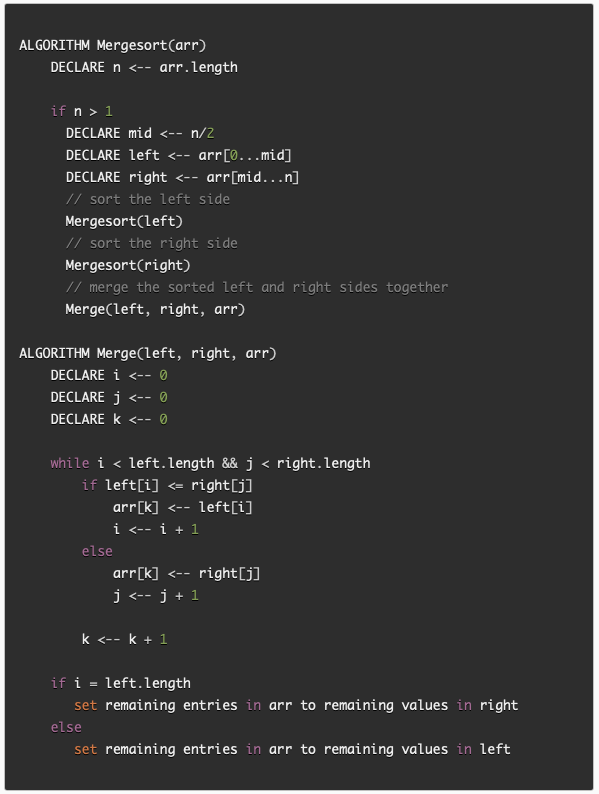 ALGORITHM Mergesort(arr)
DECLARE n <-- arr.length
if n > 1
DECLARE mid <-- n/2
DECLARE left <-- arr[0...mid]
DECLARE right <-- arr[mid...n]
// sort the left side
Mergesort(left)
// sort the right side
Mergesort(right)
// merge the sorted left and right sides together
Merge(left, right, arr)
ALGORITHM Merge(left, right, arr)
DECLARE i <-- 0
DECLARE j <-- 0
DECLARE k <-- 0
while i < left.length && j < right.length
if left[i] <= right[j]
arr[k] <-- left[i]
i <-- i + 1
else
arr[k] <-- right[j]
j <-- j + 1
k <-- k + 1
if i = left.length
set remaining entries in arr to remaining values in right
else
set remaining entries in arr to remaining values in left